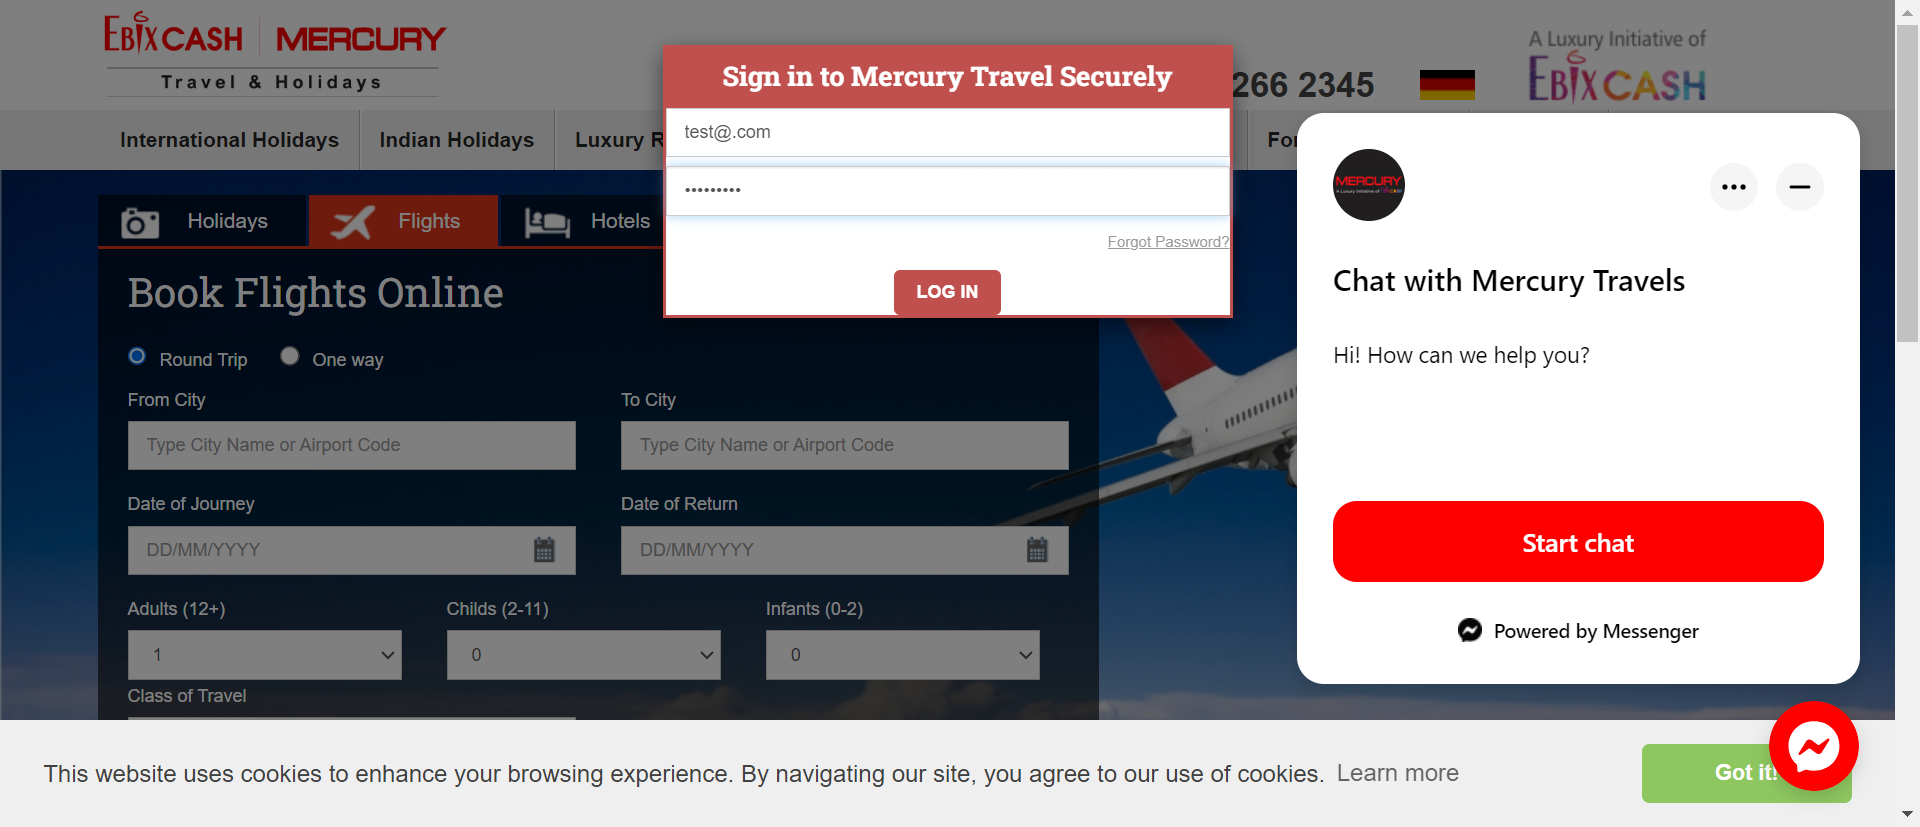 EBIXCASH MERCURY
Travel & Holidays
Sign in to Mercury Travel Securely
266 2345
A Luxury Initiative of
EBIXCASH
International Holidays
Indian Holidays
Luxury R
For
test@.com
•••••••••
Forgot Password?
LOG IN
Holidays
Flights
Hotels
Book Flights Online
Round Trip
One way
From City
To City
Type City Name or Airport Code
Type City Name or Airport Code
Date of Journey
Date of Return
DD/MM/YYYY
DD/MM/YYYY
Adults (12+)
Childs (2-11)
Infants (0-2)
1
0
0
Class of Travel
MERCURY
A Luxury Initiative of EBIXCASH
Chat with Mercury Travels
Hi! How can we help you?
Start chat
Powered by Messenger
This website uses cookies to enhance your browsing experience. By navigating our site, you agree to our use of cookies. Learn more
Got it!